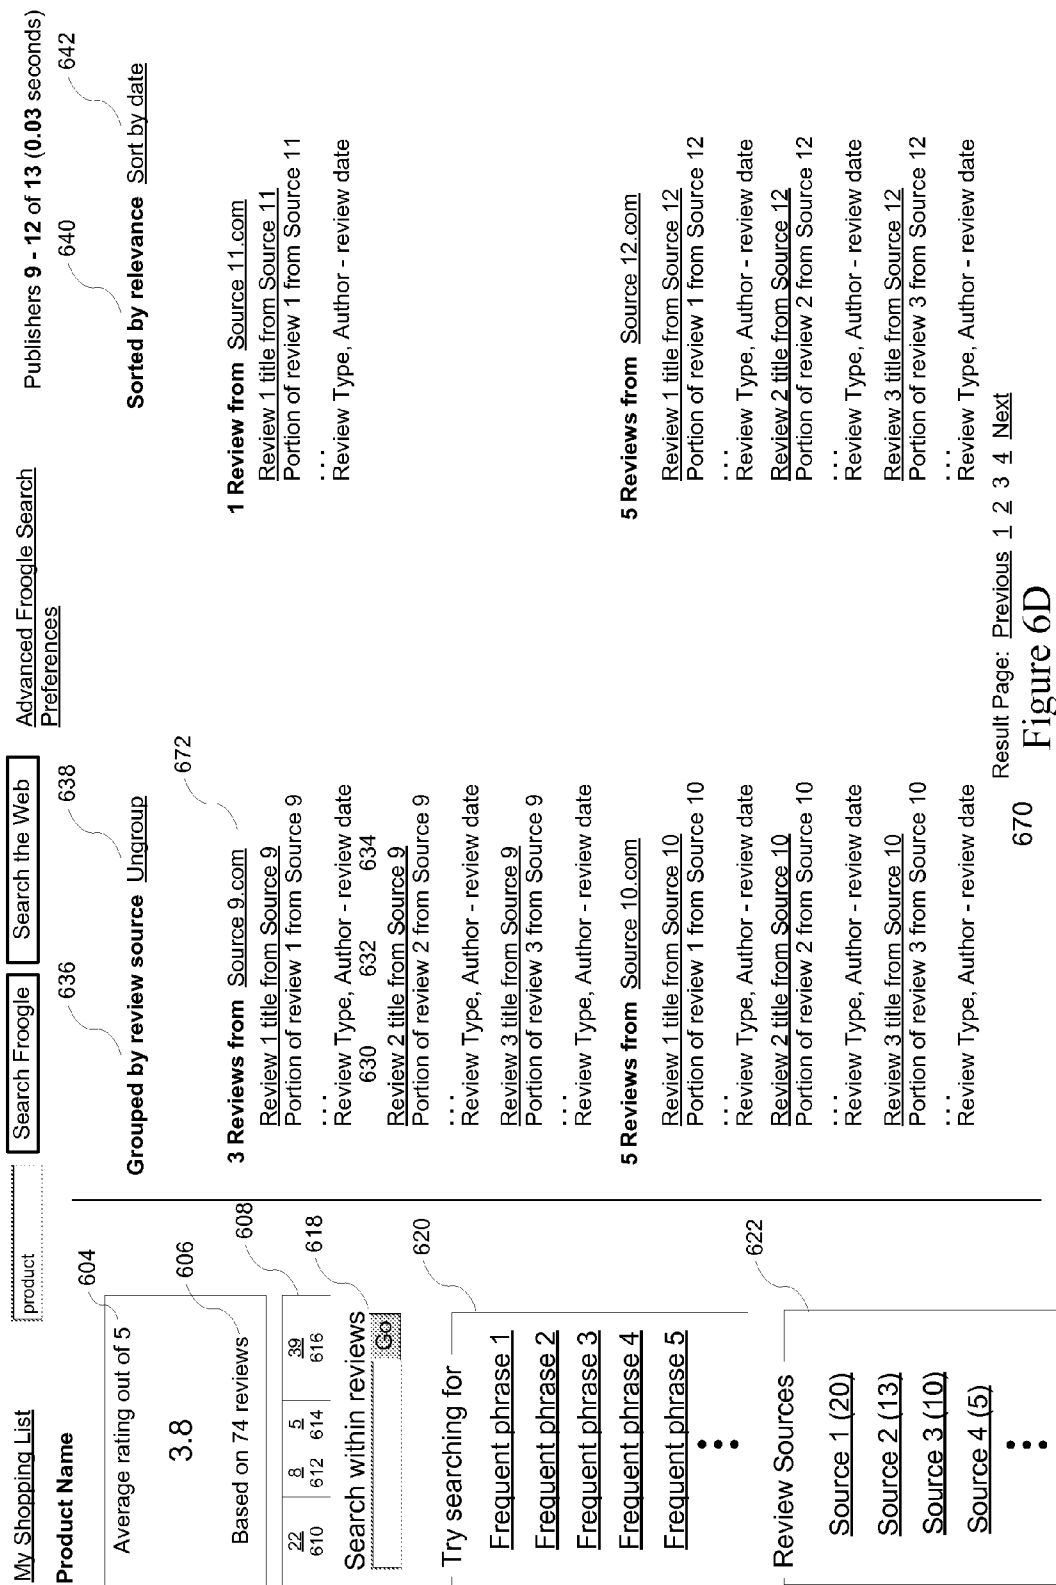 My Shopping List
product
Search Froogle
Search the Web
Advanced Froogle Search
Preferences
Publishers 9 - 12 of 13 (0.03 seconds)
Product Name
604
Average rating out of 5
3.8
606
Based on 74 reviews
608
22
8
5
39
610
612
614
616
Search within reviews
618
Go
620
Try searching for
Frequent phrase 1
Frequent phrase 2
Frequent phrase 3
Frequent phrase 4
Frequent phrase 5
622
Review Sources
Source 1 (20)
Source 2 (13)
Source 3 (10)
Source 4 (5)
636
638
640
642
Grouped by review source Ungroup
Sorted by relevance Sort by date
672
3 Reviews from Source 9.com
Review 1 title from Source 9
Portion of review 1 from Source 9
...
Review Type, Author - review date
630
632
634
Review 2 title from Source 9
Portion of review 2 from Source 9
...
Review Type, Author - review date
Review 3 title from Source 9
Portion of review 3 from Source 9
...
Review Type, Author - review date
1 Review from Source 11.com
Review 1 title from Source 11
Portion of review 1 from Source 11
...
Review Type, Author - review date
5 Reviews from Source 10.com
Review 1 title from Source 10
Portion of review 1 from Source 10
...
Review Type, Author - review date
Review 2 title from Source 10
Portion of review 2 from Source 10
...
Review Type, Author - review date
Review 3 title from Source 10
Portion of review 3 from Source 10
...
Review Type, Author - review date
5 Reviews from Source 12.com
Review 1 title from Source 12
Portion of review 1 from Source 12
...
Review Type, Author - review date
Review 2 title from Source 12
Portion of review 2 from Source 12
...
Review Type, Author - review date
Review 3 title from Source 12
Portion of review 3 from Source 12
...
Review Type, Author - review date
670
Result Page: Previous 1 2 3 4 Next
Figure 6D